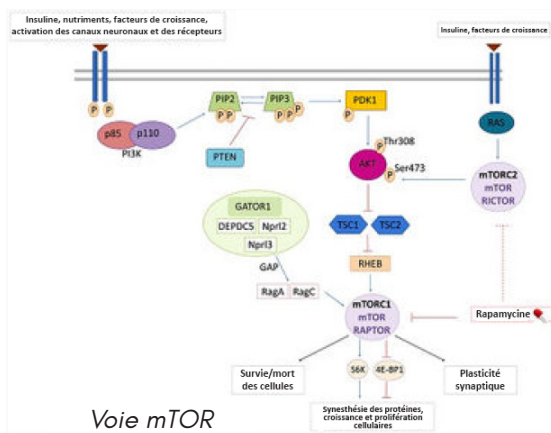 Insuline, nutriments, facteurs de croissance,
activation des canaux neuronaux et des récepteurs
Insuline, facteurs de croissance
P P
PIP2 PIP3
P P
P P P
PDK1
P
RAS
p85 p110
PI3K
PTEN
P Thr308
AKT
P Ser473
mTORC2
mTOR
RICTOR
GATOR1
DEPDC5 Nprl2
Nprl3
TSC1 TSC2
GAP
RHEB
RagA RagC
mTORC1
mTOR
RAPTOR
Rapamycine
Survie/mort
des cellules
S6K 4E-BP1
Plasticité
synaptique
Synesthésie des protéines,
croissance et prolifération
cellulaires
Voie mTOR